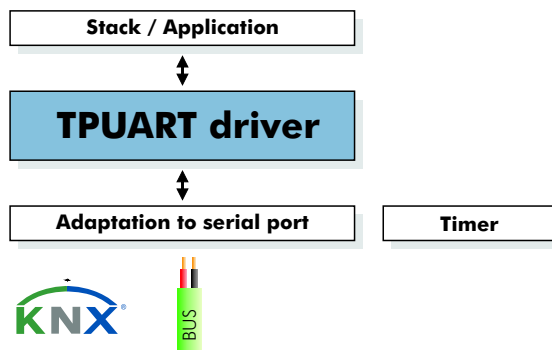 Stack / Application
TPUART driver
Adaptation to serial port
Timer
KNX®
BUS